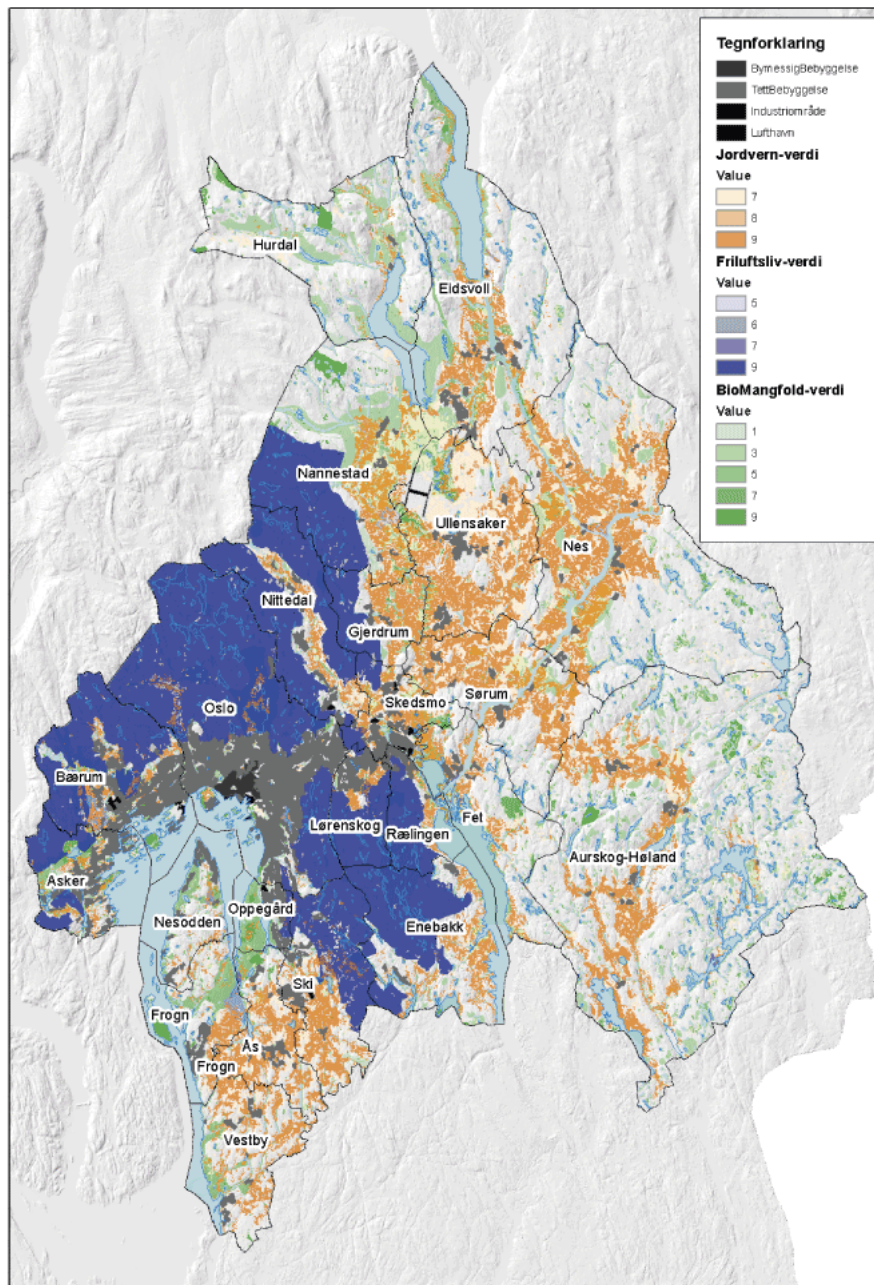 Tegnforklaring
BymessigBebyggelse
TettBebyggelse
Industriområde
Lufthavn
Jordvern-verdi
Value
7
8
9
Friluftsliv-verdi
Value
5
6
7
9
BioMangfold-verdi
Value
1
3
5
7
9
Hurdal
Eidsvoll
Nannestad
Ullensaker
Nes
Nittedal
Gjerdrum
Skedsmo
Sørum
Oslo
Bærum
Lørenskog
Rælingen
Fet
Aurskog-Høland
Asker
Nesodden
Oppegård
Enebakk
Ski
Frogn
Ås
Frogn
Vestby